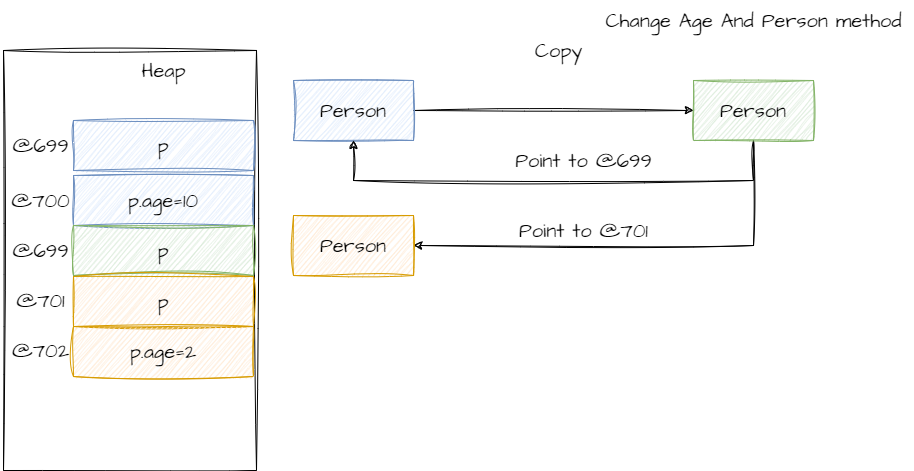 Change Age And Person method
Copy
Heap
Person
Person
@699
p
Point to @699
@700
p.age=10
Point to @701
@699
p
Person
@701
p
@702
p.age=2